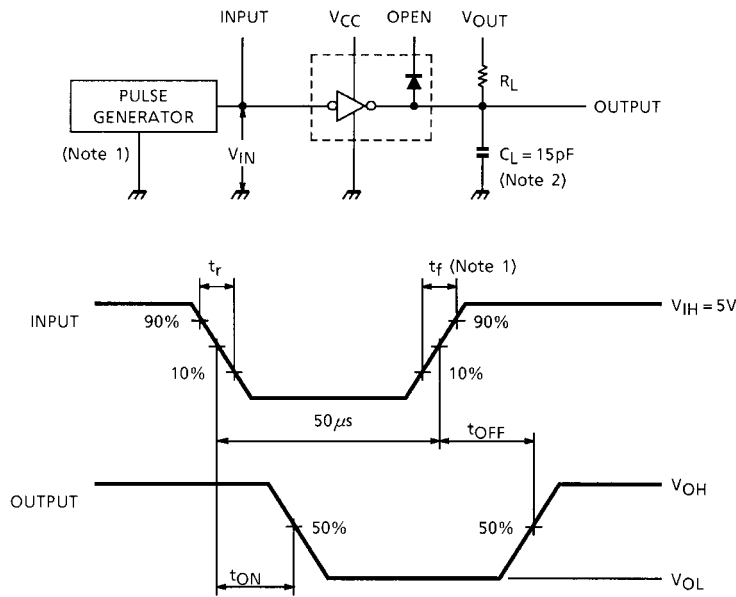 INPUT
VCC
OPEN
VOUT
PULSE
GENERATOR
(Note 1)
VIN
RL
OUTPUT
CL = 15pF
(Note 2)
tr
tf (Note 1)
INPUT
90%
10%
90%
10%
VIH = 5V
50μs
tOFF
OUTPUT
50%
50%
VOH
tON
VOL